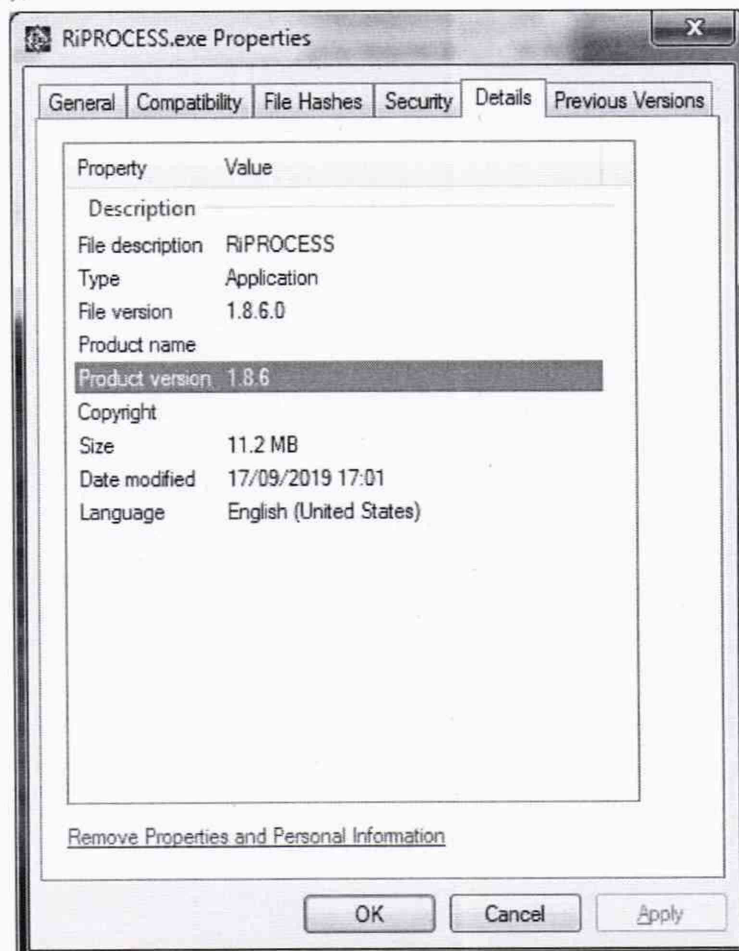 RiPROCESS.exe Properties
X
General Compatibility File Hashes Security Details Previous Versions
Property Value
Description
File description RiPROCESS
Type Application
File version 1.8.6.0
Product name
Product version 1.8.6
Copyright
Size 11.2 MB
Date modified 17/09/2019 17:01
Language English (United States)
Remove Properties and Personal Information
OK Cancel Apply